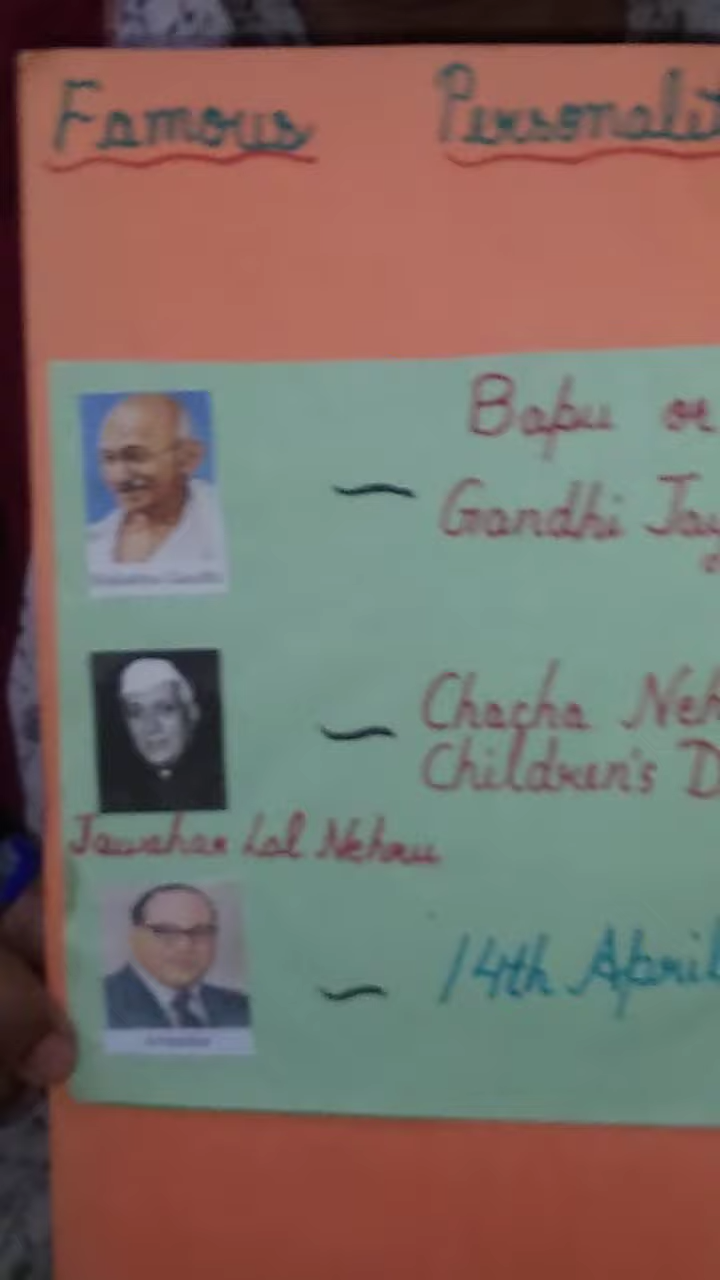 Famous Personalit
Bapu or
Gandhi Jay
Chacha Neh
Children's D
Jawahar Lal Nehru
14th April